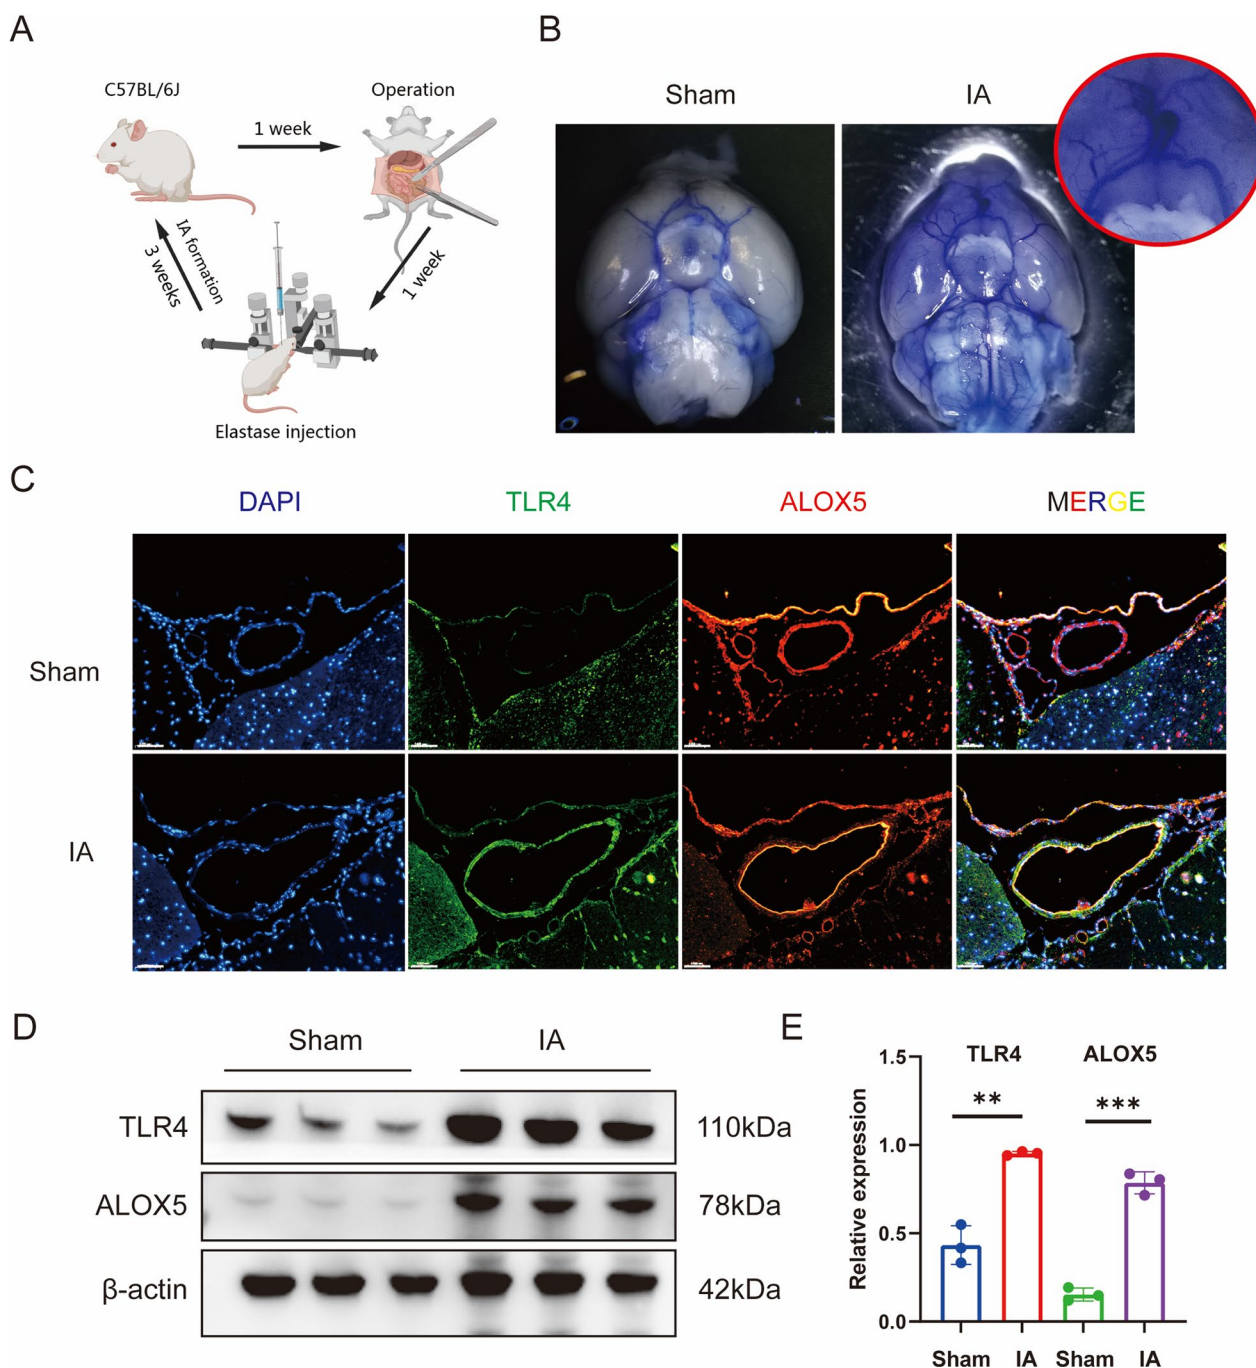 A
C57BL/6J
Operation
1 week
1 week
IA formation
3 weeks
Elastase injection
B
Sham
IA
C
DAPI
TLR4
ALOX5
MERGE
Sham
IA
D
Sham
IA
TLR4
110kDa
ALOX5
78kDa
β-actin
42kDa
E
TLR4
ALOX5
**
***
Relative expression
1.5
1.0
0.5
0.0
Sham
IA
Sham
IA